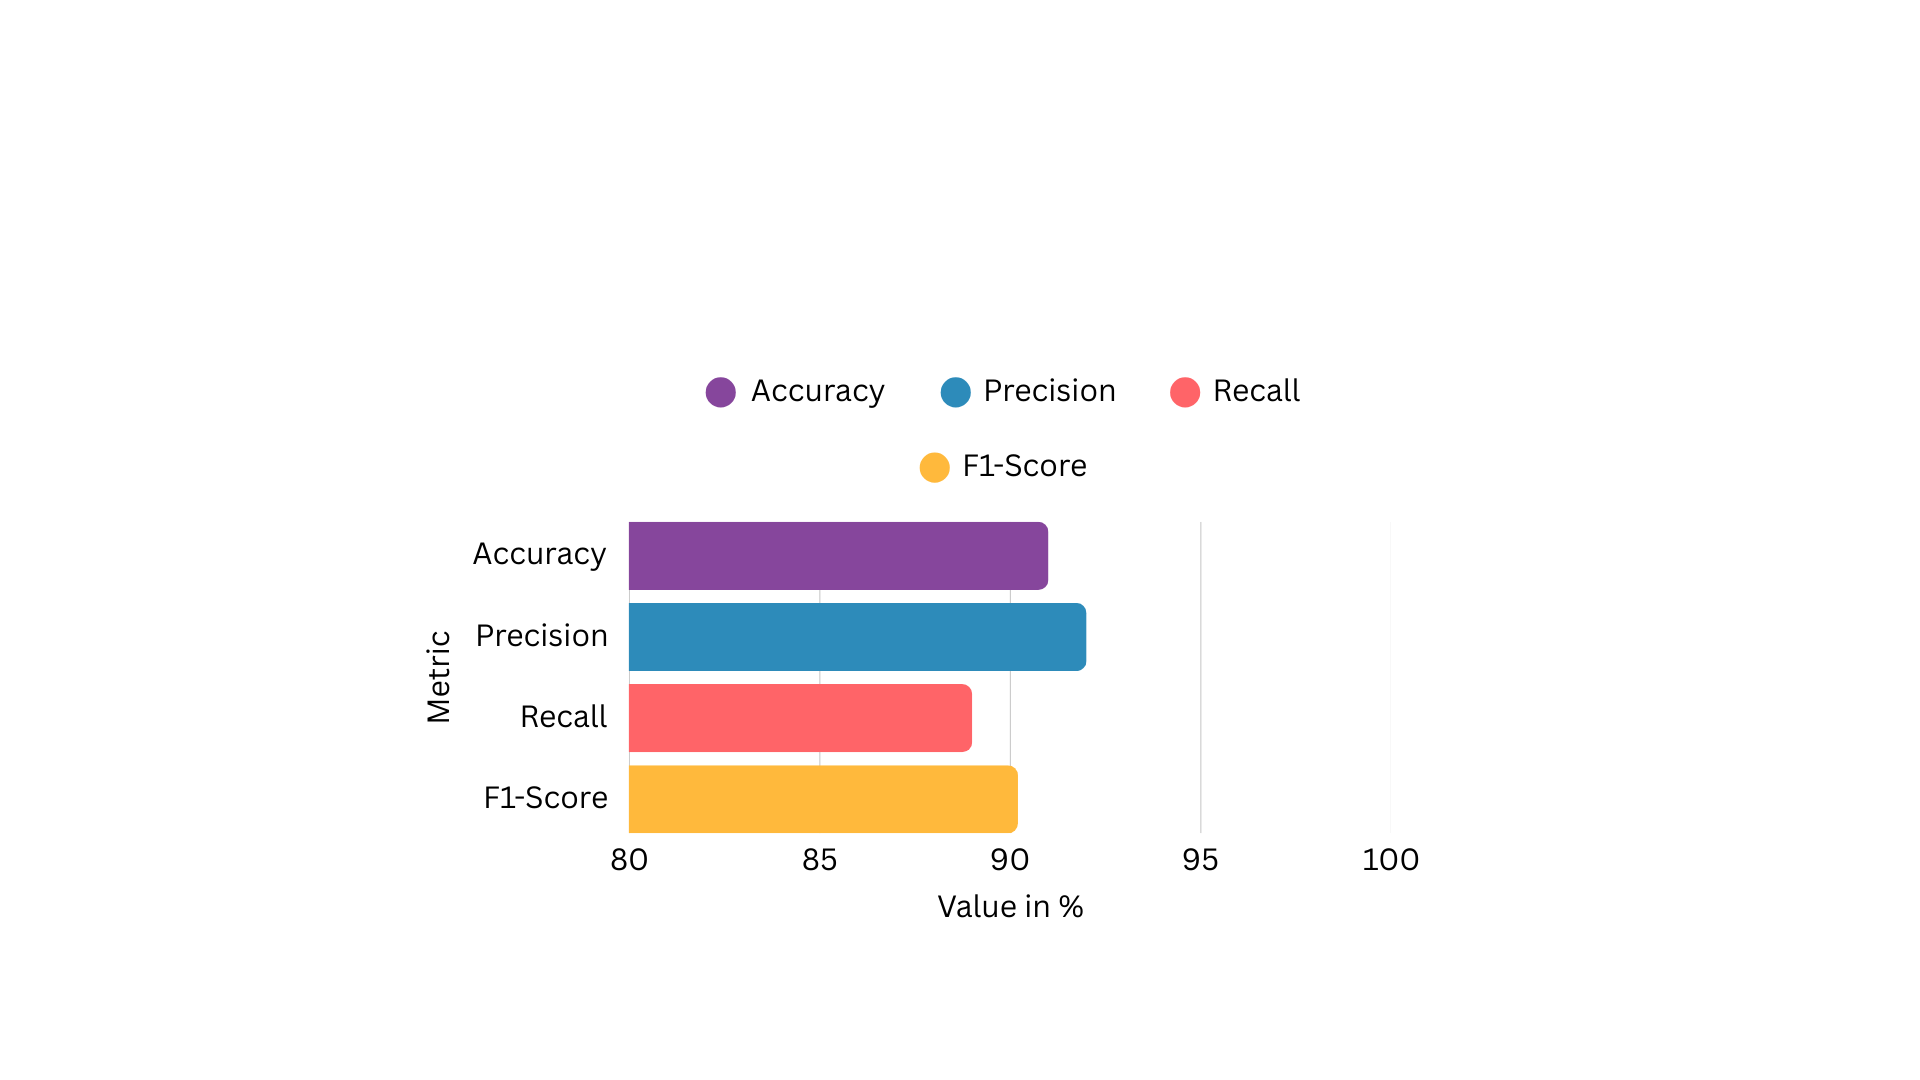 Accuracy Precision Recall
F1-Score
Metric
Accuracy
Precision
Recall
F1-Score
80 85 90 95 100
Value in %